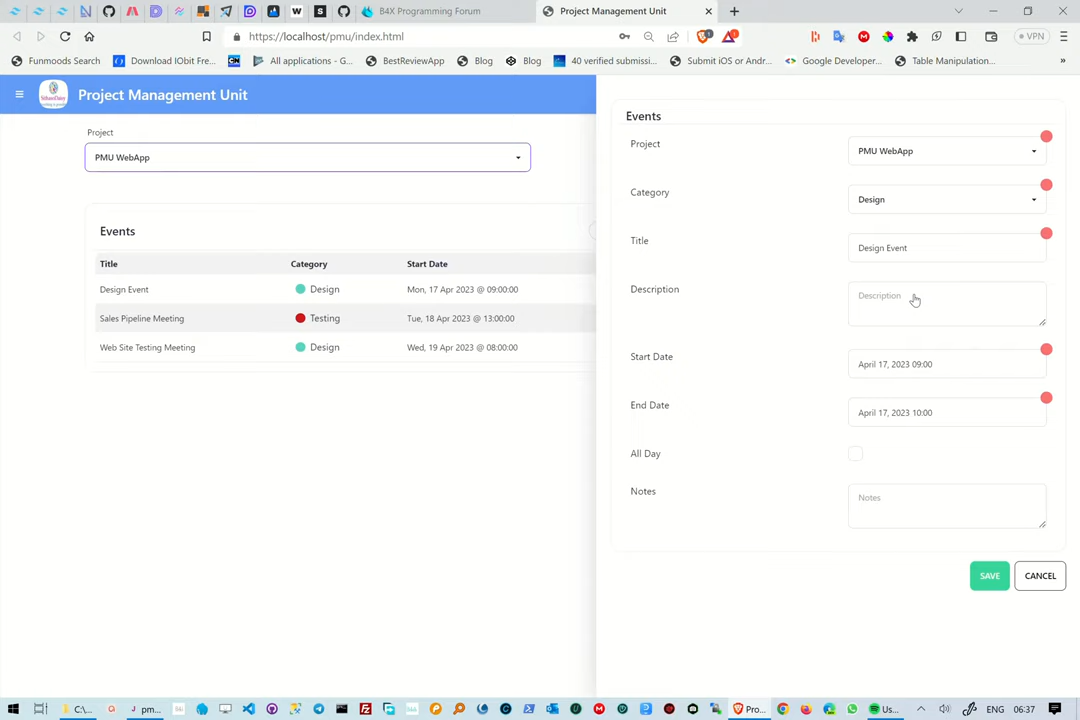 B4X Programming Forum
Project Management Unit
https://localhost/pmu/index.html
VPN
Funmoods Search
Download IObit Fre...
All applications - G...
BestReviewApp
Blog
Blog
40 verified submissi...
Submit iOS or Andr...
Google Developer...
Table Manipulation...
Project Management Unit
Project
PMU WebApp
Events
Title
Category
Start Date
Design Event
Design
Mon, 17 Apr 2023 @ 09:00:00
Sales Pipeline Meeting
Testing
Tue, 18 Apr 2023 @ 13:00:00
Web Site Testing Meeting
Design
Wed, 19 Apr 2023 @ 08:00:00
Events
Project
PMU WebApp
Category
Design
Title
Design Event
Description
Description
Start Date
April 17, 2023 09:00
End Date
April 17, 2023 10:00
All Day
Notes
Notes
SAVE
CANCEL
C:\...
pm...
Pro...
Us...
ENG
06:37